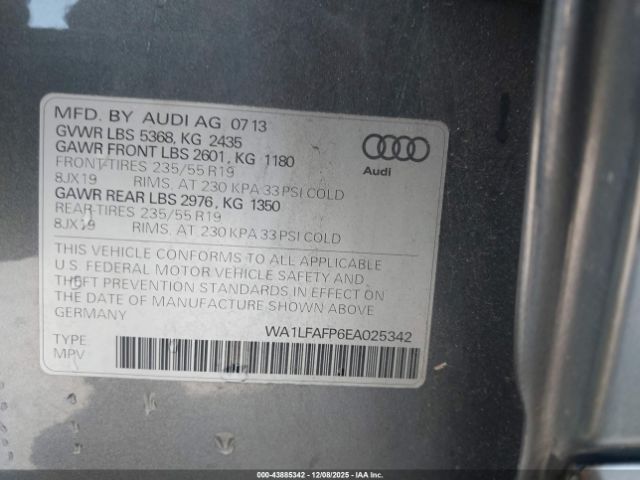 MFD. BY AUDI AG 07 13
GVWR LBS 5368, KG 2435
GAWR FRONT LBS 2601, KG 1180
FRONT TIRES 235/55 R19
8JX19 RIMS, AT 230 KPA 33 PSI COLD
GAWR REAR LBS 2976, KG 1350
REAR TIRES 235/55 R19
8JX19 RIMS, AT 230 KPA 33 PSI COLD
Audi
THIS VEHICLE CONFORMS TO ALL APPLICABLE
U.S. FEDERAL MOTOR VEHICLE SAFETY AND
THEFT PREVENTION STANDARDS IN EFFECT ON
THE DATE OF MANUFACTURE SHOWN ABOVE
GERMANY
WA1LFAFP6EA025342
TYPE:
MPV
000-43885342 - 12/08/2025 - IAA Inc.